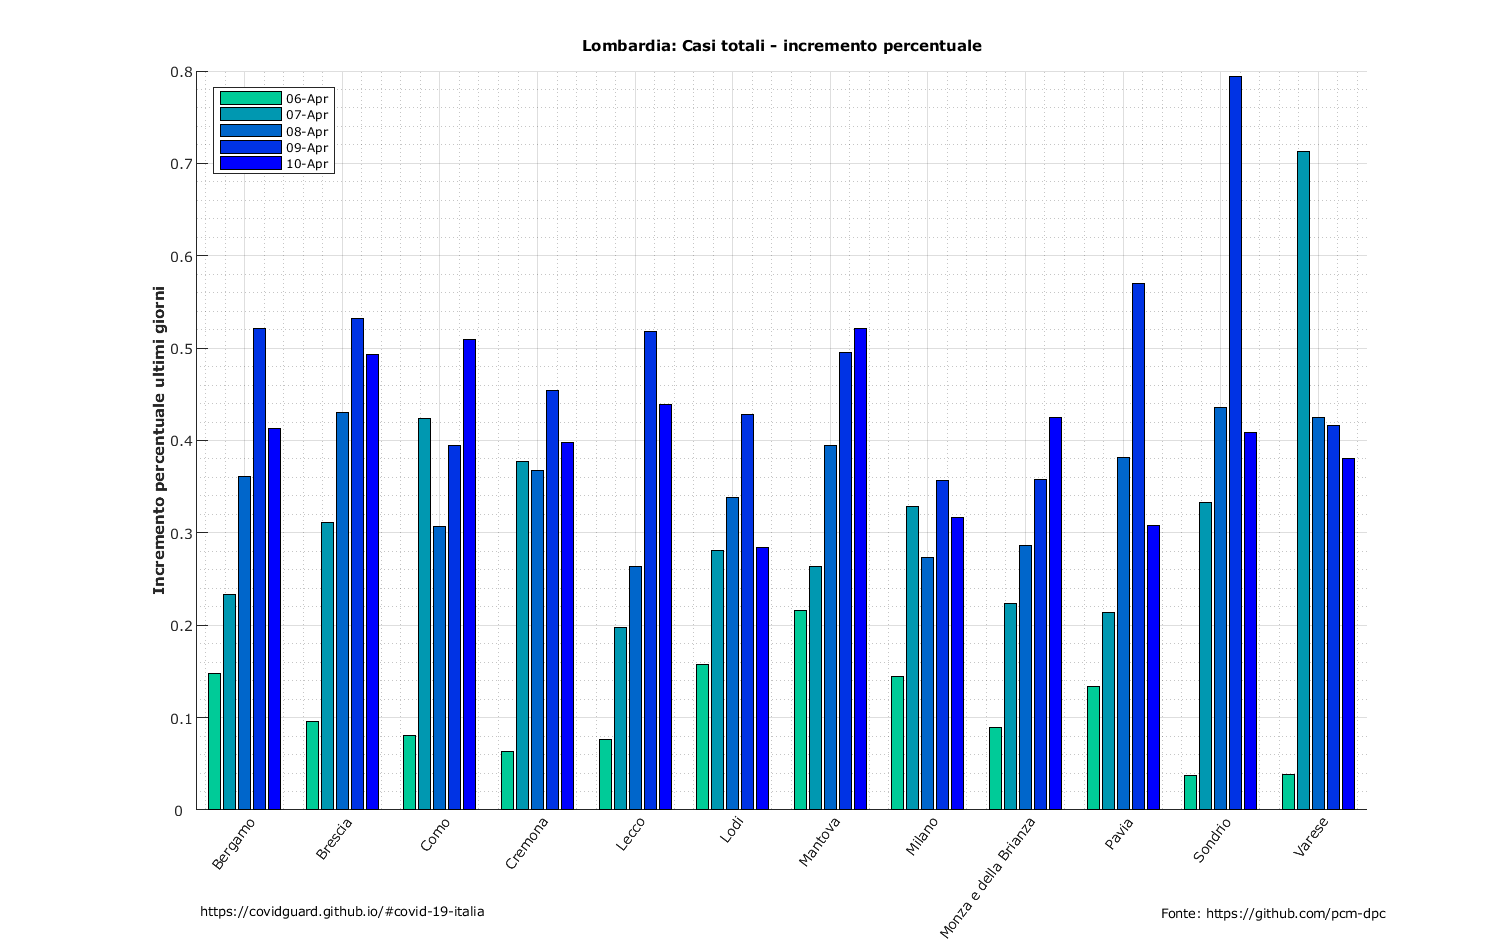 Lombardia: Casi totali - incremento percentuale
0.8
0.7
0.6
0.5
0.4
0.3
0.2
0.1
0
Incremento percentuale ultimi giorni
06-Apr
07-Apr
08-Apr
09-Apr
10-Apr
Bergamo
Brescia
Como
Cremona
Lecco
Lodi
Mantova
Milano
Monza e della Brianza
Pavia
Sondrio
Varese
https://covidguard.github.io/#covid-19-italia
Fonte: https://github.com/pcm-dpc